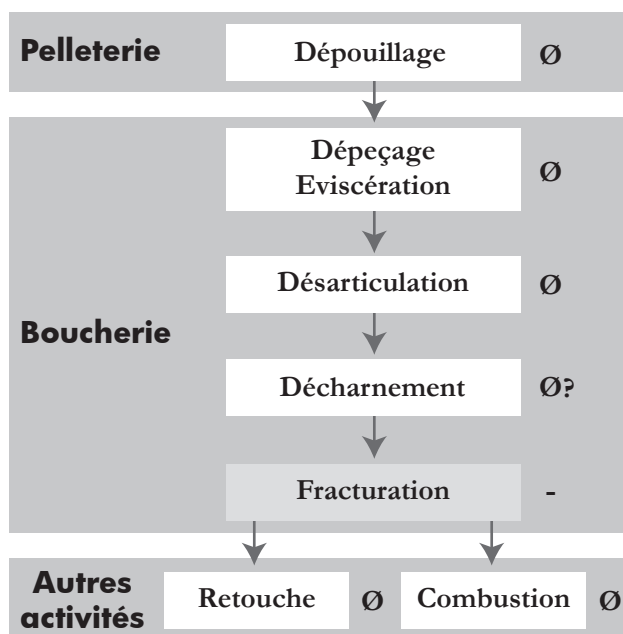 Pelleterie
Dépouillage Ø
Dépeçage
Eviscération Ø
Désarticulation Ø
Boucherie
Décharnement Ø?
Fracturation -
Autres
activités
Retouche Ø Combustion Ø